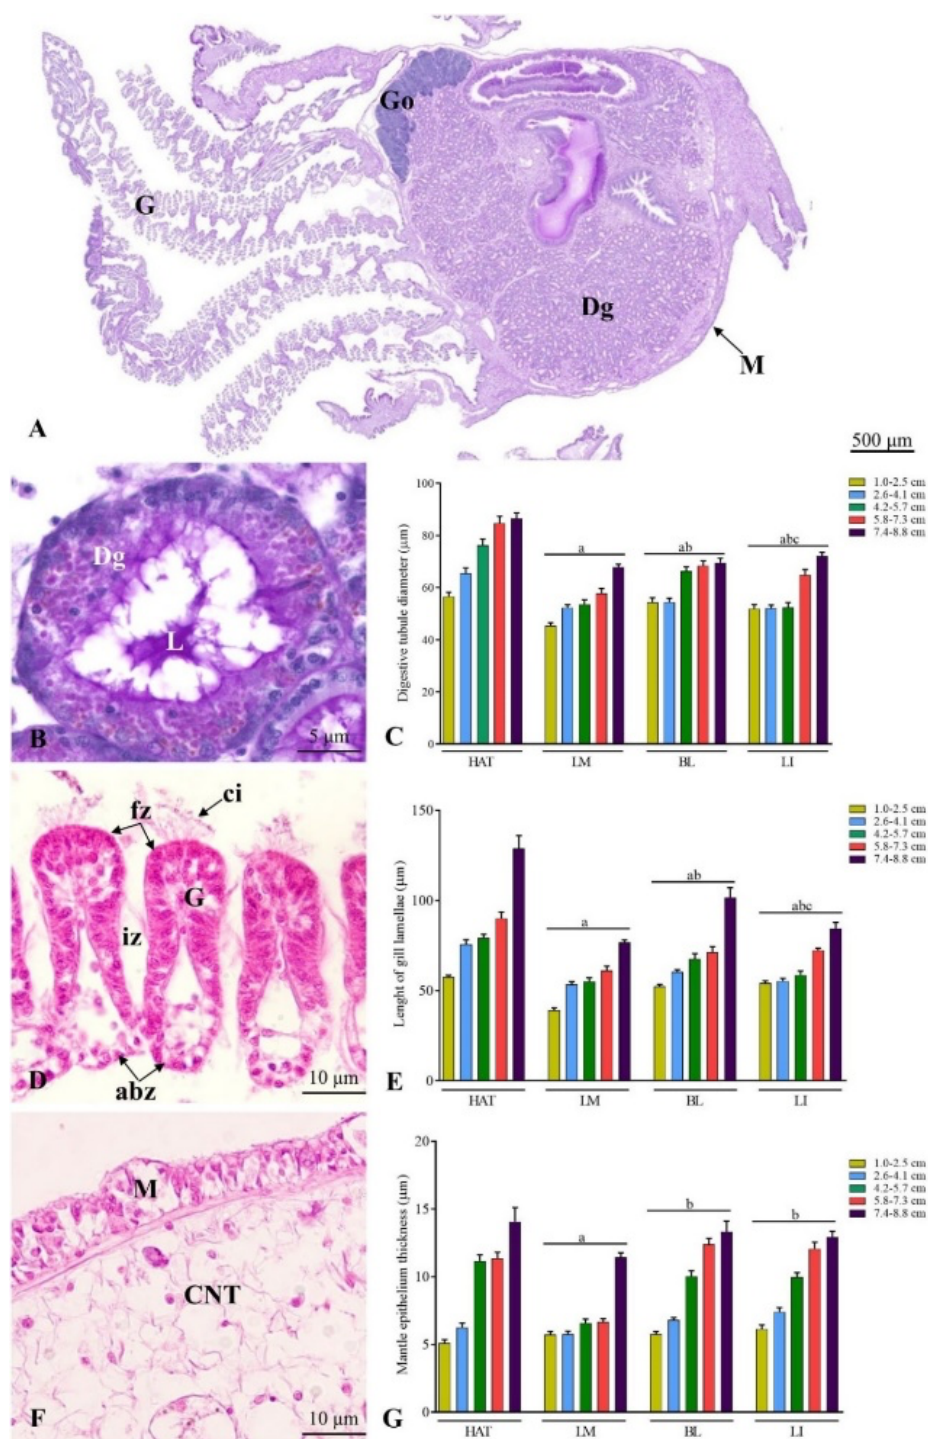 Go
G
Dg
M
A
500 µm
Dg
L
B
5 µm
Digestive tubule diameter (µm)
100
80
60
40
20
0
a
ab
abc
HAT
LM
BL
LI
1.0-2.5 cm
2.6-4.1 cm
4.2-5.7 cm
5.8-7.3 cm
7.4-8.8 cm
C
fz
ci
G
iz
abz
D
10 µm
Lenght of gill lamellae (µm)
150
100
50
0
a
ab
abc
HAT
LM
BL
LI
1.0-2.5 cm
2.6-4.1 cm
4.2-5.7 cm
5.8-7.3 cm
7.4-8.8 cm
E
M
CNT
F
10 µm
Mantle epithelium thickness (µm)
20
15
10
5
0
a
b
b
HAT
LM
BL
LI
1.0-2.5 cm
2.6-4.1 cm
4.2-5.7 cm
5.8-7.3 cm
7.4-8.8 cm
G